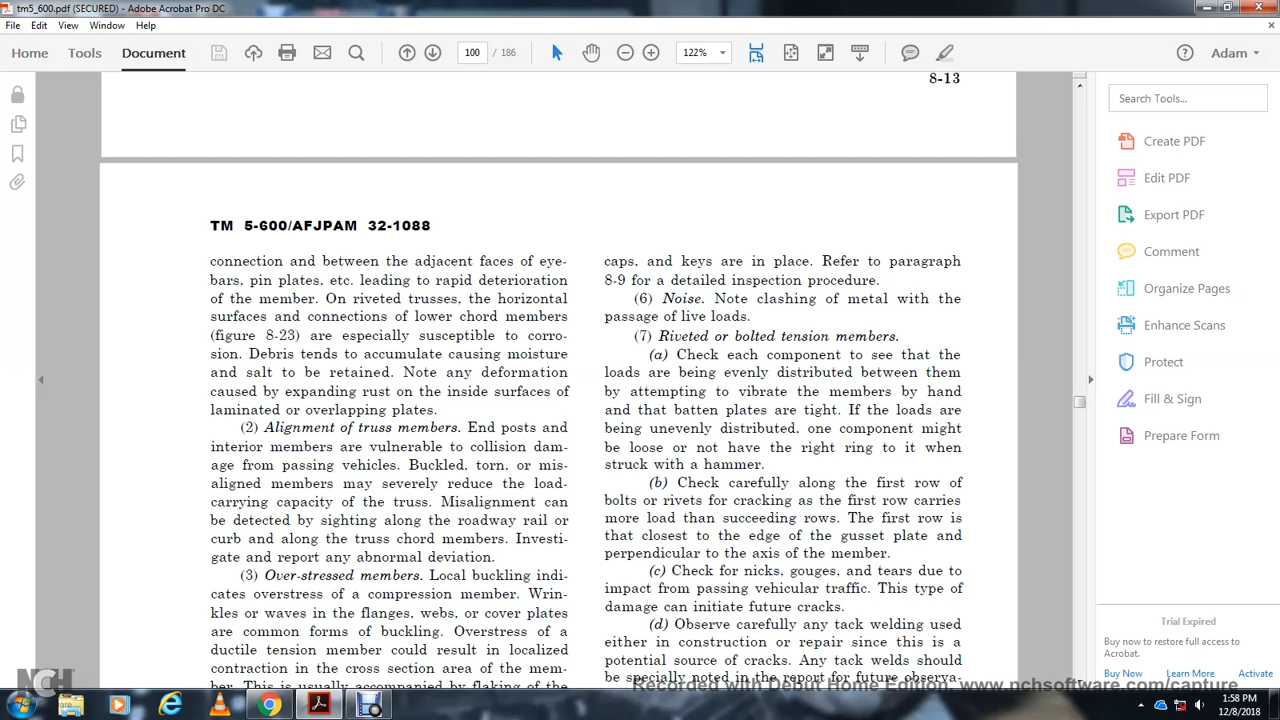 tm5_600.pdf (SECURED) - Adobe Acrobat Pro DC
File Edit View Window Help
Home Tools Document 100 / 186 122% Adam
8-13
TM 5-600/AFJPAM 32-1088
connection and between the adjacent faces of eye-
bars, pin plates, etc. leading to rapid deterioration
of the member. On riveted trusses, the horizontal
surfaces and connections of lower chord members
(figure 8-23) are especially susceptible to corro-
sion. Debris tends to accumulate causing moisture
and salt to be retained. Note any deformation
caused by expanding rust on the inside surfaces of
laminated or overlapping plates.
(2) Alignment of truss members. End posts and
interior members are vulnerable to collision dam-
age from passing vehicles. Buckled, torn, or mis-
aligned members may severely reduce the load-
carrying capacity of the truss. Misalignment can
be detected by sighting along the roadway rail or
curb and along the truss chord members. Investi-
gate and report any abnormal deviation.
(3) Over-stressed members. Local buckling indi-
cates overstress of a compression member. Wrin-
kles or waves in the flanges, webs, or cover plates
are common forms of buckling. Overstress of a
ductile tension member could result in localized
contraction in the cross section area of the mem-
ber. This is usually accompanied by flaking of the
caps, and keys are in place. Refer to paragraph
8-9 for a detailed inspection procedure.
(6) Noise. Note clashing of metal with the
passage of live loads.
(7) Riveted or bolted tension members.
(a) Check each component to see that the
loads are being evenly distributed between them
by attempting to vibrate the members by hand
and that batten plates are tight. If the loads are
being unevenly distributed, one component might
be loose or not have the right ring to it when
struck with a hammer.
(b) Check carefully along the first row of
bolts or rivets for cracking as the first row carries
more load than succeeding rows. The first row is
that closest to the edge of the gusset plate and
perpendicular to the axis of the member.
(c) Check for nicks, gouges, and tears due to
impact from passing vehicular traffic. This type of
damage can initiate future cracks.
(d) Observe carefully any tack welding used
either in construction or repair since this is a
potential source of cracks. Any tack welds should
be specially noted in the report for future observa-
Search Tools...
Create PDF
Edit PDF
Export PDF
Comment
Organize Pages
Enhance Scans
Protect
Fill & Sign
Prepare Form
Trial Expired
Buy now to restore full access to
Acrobat.
Buy Now Learn More Activate
NCH
Recorded with Debut Home Edition. www.nchsoftware.com/capture
1:58 PM
12/8/2018